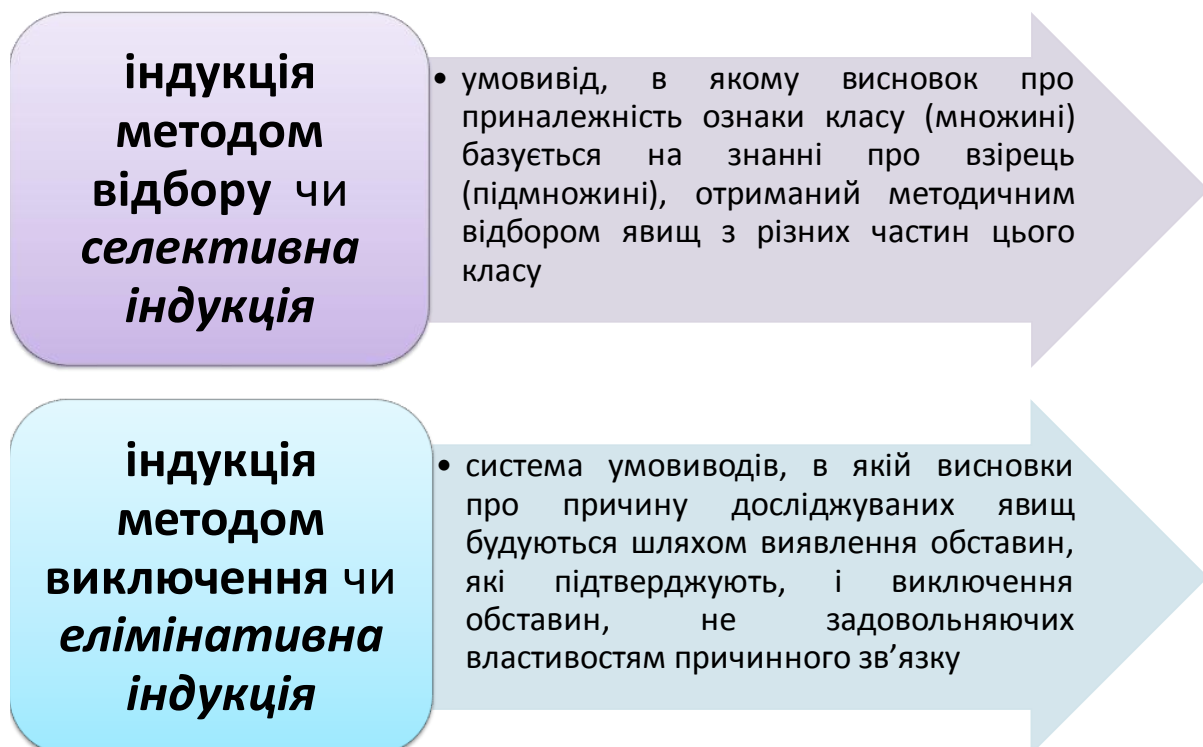 індукція
методом
відбору чи
селективна
індукція
• умовивід, в якому висновок про
приналежність ознаки класу (множині)
базується на знанні про взірець
(підмножині), отриманий методичним
відбором явищ з різних частин цього
класу
індукція
методом
виключення чи
елімінативна
індукція
• система умовиводів, в якій висновки
про причину досліджуваних явищ
будуються шляхом виявлення обставин,
які підтверджують, і виключення
обставин, не задовольняючих
властивостям причинного зв’язку